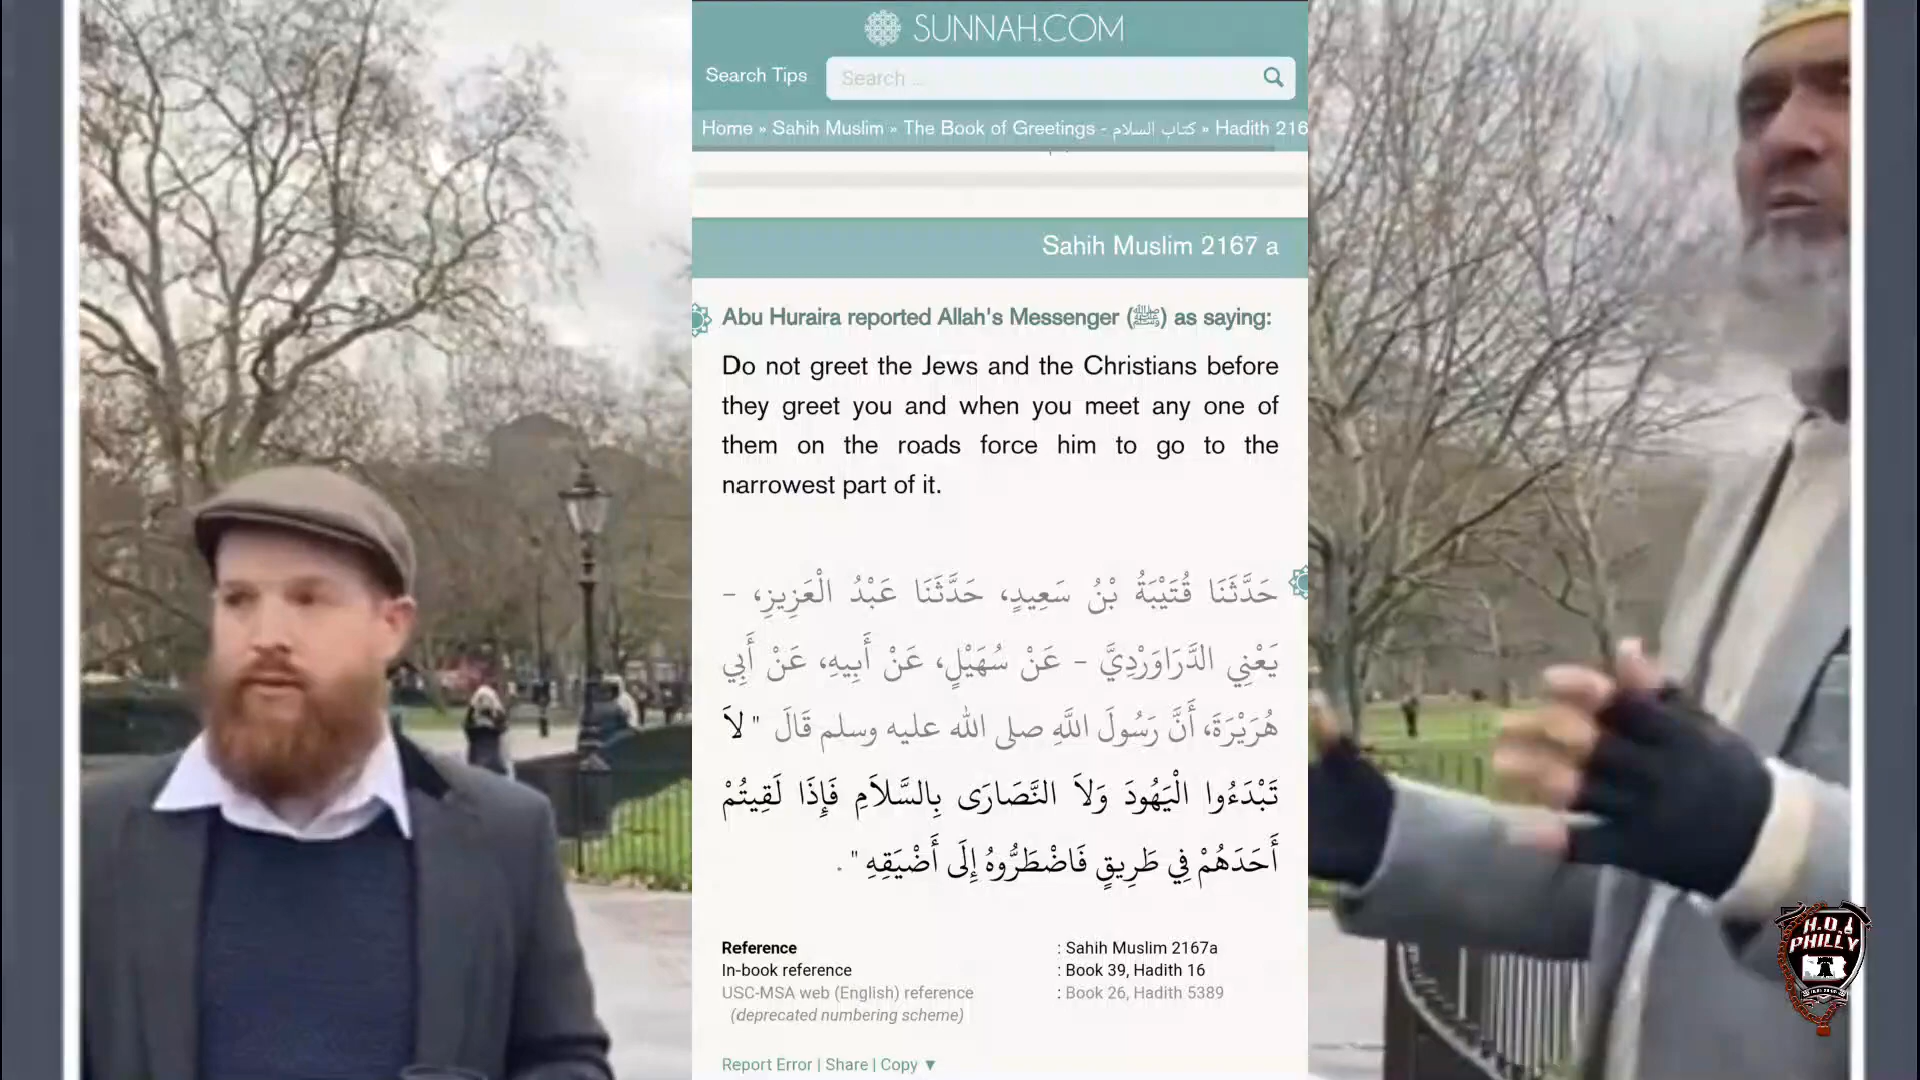 SUNNAH.COM
Search Tips
Search ...
Home » Sahih Muslim » The Book of Greetings - كتاب السلام » Hadith 216
Sahih Muslim 2167 a
Abu Huraira reported Allah's Messenger (ﷺ) as saying:
Do not greet the Jews and the Christians before
they greet you and when you meet any one of
them on the roads force him to go to the
narrowest part of it.
حَدَّثَنَا قُتَيْبَةُ بْنُ سَعِيدٍ، حَدَّثَنَا عَبْدُ الْعَزِيزِ، -
يَعْنِي الدَّرَاوَرْدِيَّ - عَنْ سُهَيْلٍ، عَنْ أَبِيهِ، عَنْ أَبِي
هُرَيْرَةَ، أَنَّ رَسُولَ اللَّهِ صلى الله عليه وسلم قَالَ " لاَ
تَبْدَءُوا الْيَهُودَ وَلاَ النَّصَارَى بِالسَّلاَمِ فَإِذَا لَقِيتُمْ
أَحَدَهُمْ فِي طَرِيقٍ فَاضْطَرُّوهُ إِلَى أَضْيَقِهِ " .
Reference : Sahih Muslim 2167a
In-book reference : Book 39, Hadith 16
USC-MSA web (English) reference : Book 26, Hadith 5389
(deprecated numbering scheme)
Report Error | Share | Copy ▼
H.D.I
PHILLY